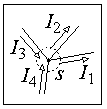 I₂
I₃
I₄ s I₁